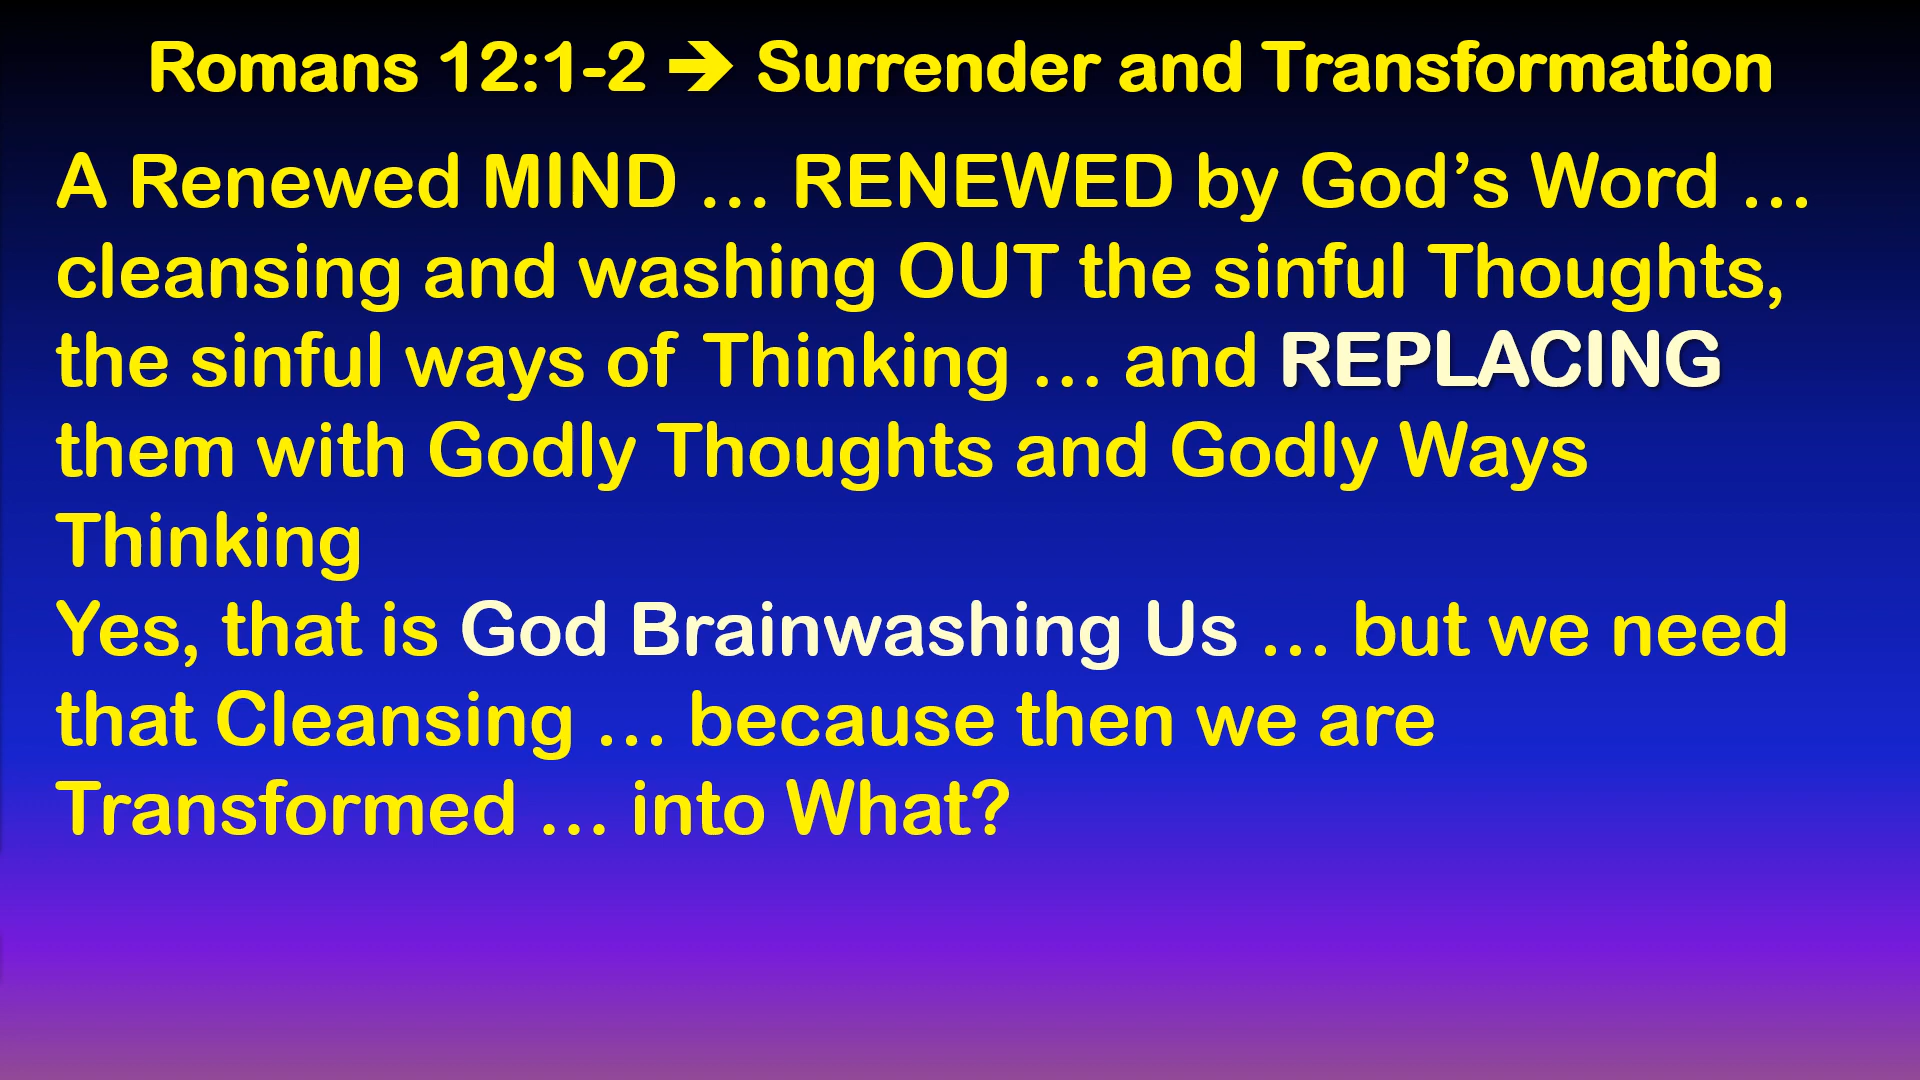 Romans 12:1-2 ➔ Surrender and Transformation
A Renewed MIND … RENEWED by God’s Word …
cleansing and washing OUT the sinful Thoughts,
the sinful ways of Thinking … and REPLACING
them with Godly Thoughts and Godly Ways
Thinking
Yes, that is God Brainwashing Us … but we need
that Cleansing … because then we are
Transformed … into What?